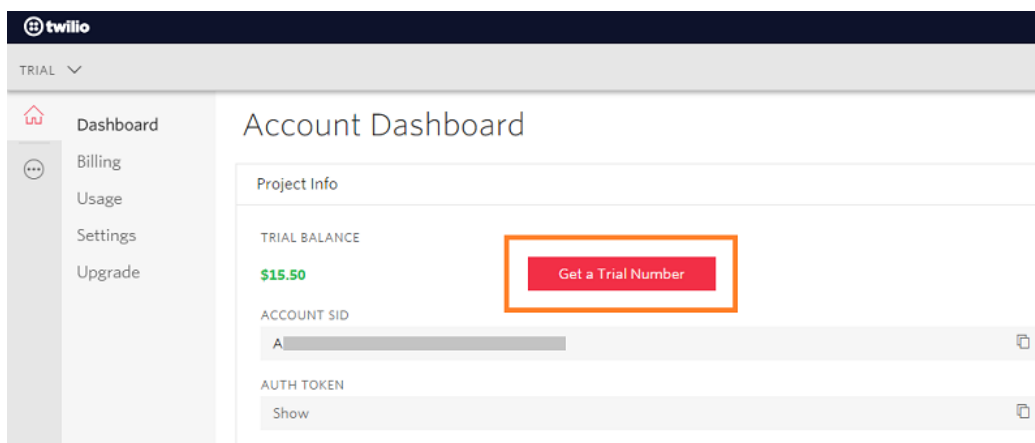 twilio
TRIAL
Dashboard
Billing
Usage
Settings
Upgrade
Account Dashboard
Project Info
TRIAL BALANCE
$15.50
Get a Trial Number
ACCOUNT SID
A
AUTH TOKEN
Show